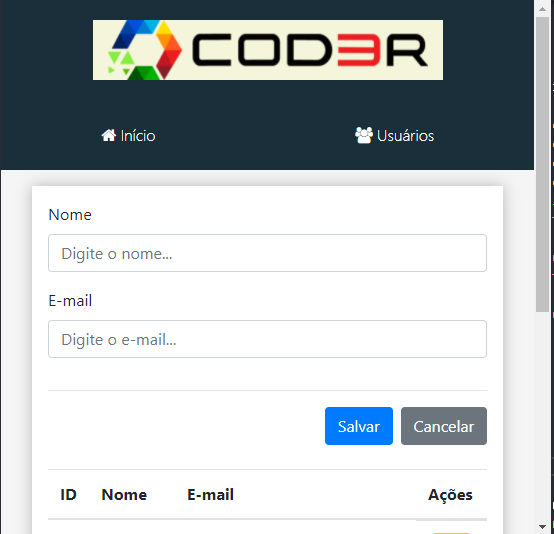 COD3R
Início
Usuários
Nome
Digite o nome...
E-mail
Digite o e-mail...
Salvar Cancelar
ID Nome E-mail Ações